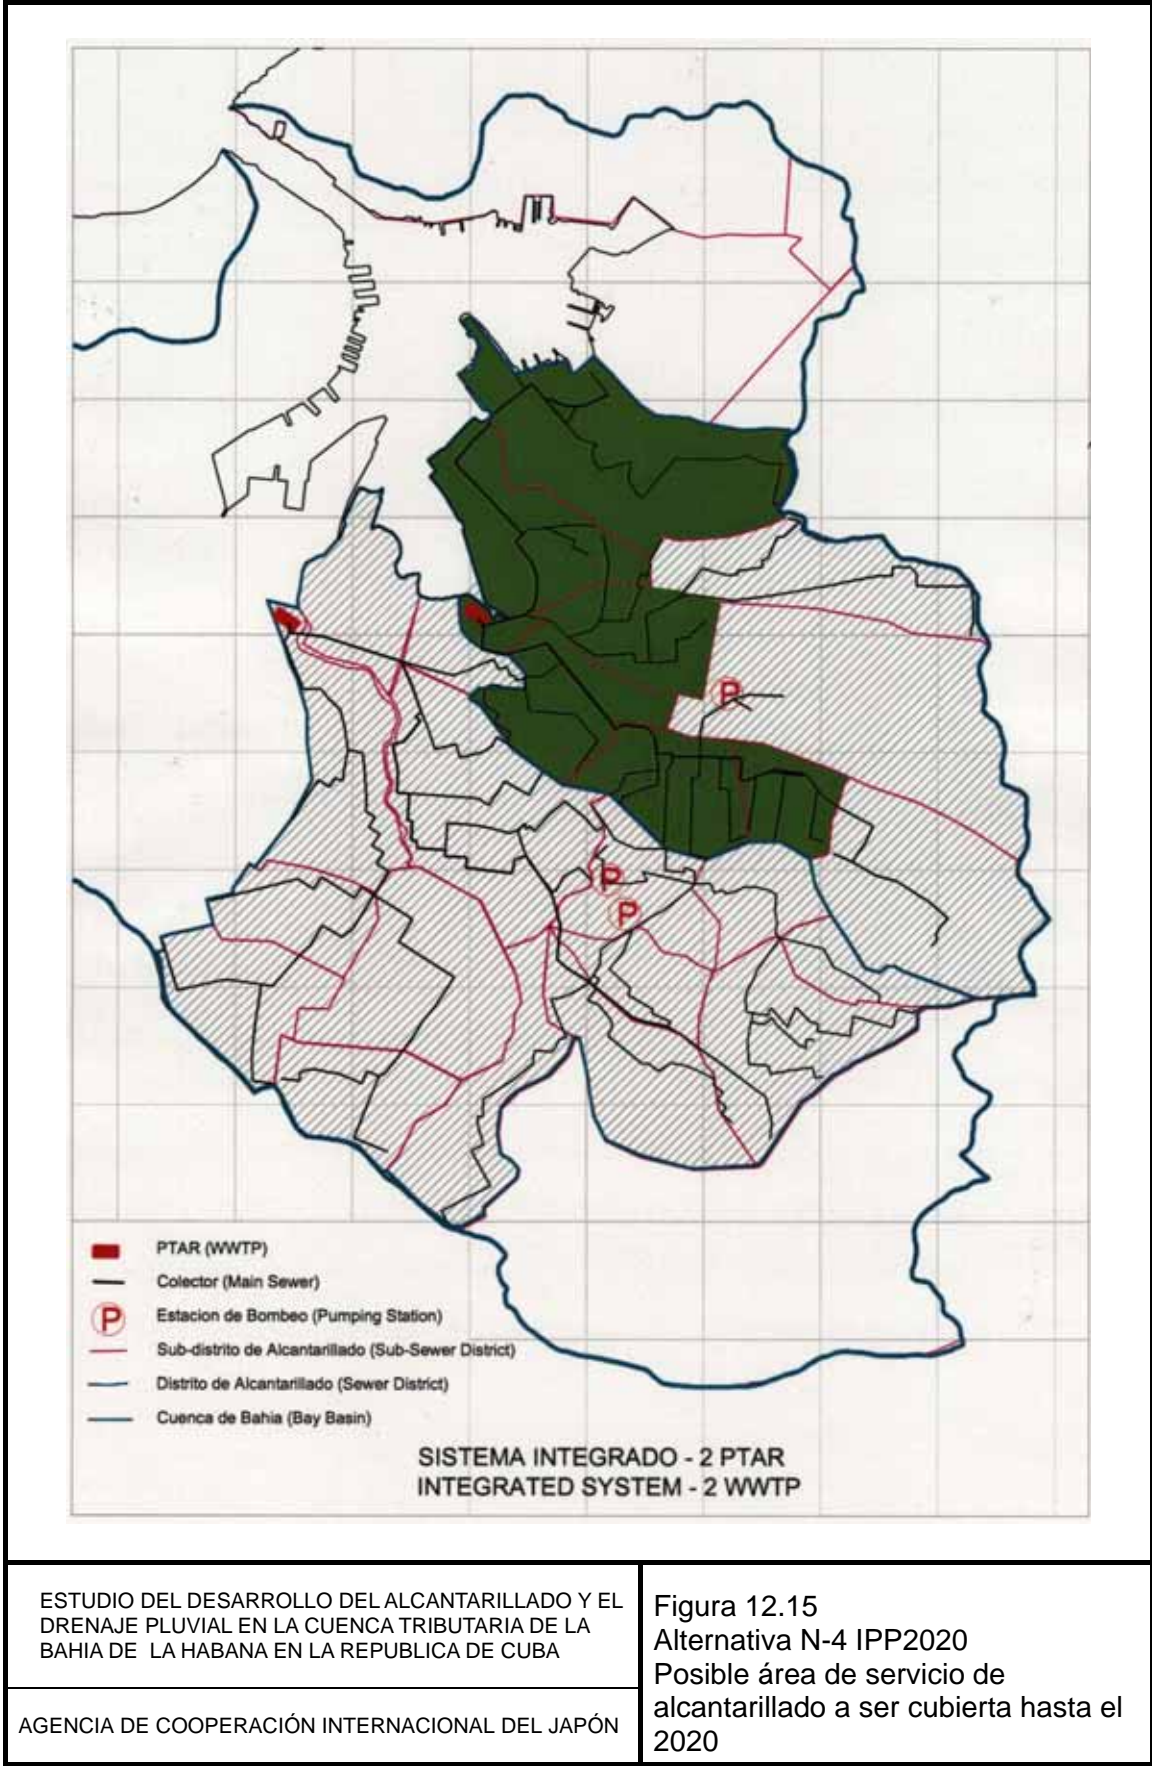 P
P
P
PTAR (WWTP)
Colector (Main Sewer)
P
Estacion de Bombeo (Pumping Station)
Sub-distrito de Alcantarillado (Sub-Sewer District)
Distrito de Alcantarillado (Sewer District)
Cuenca de Bahia (Bay Basin)
SISTEMA INTEGRADO - 2 PTAR
INTEGRATED SYSTEM - 2 WWTP
ESTUDIO DEL DESARROLLO DEL ALCANTARILLADO Y EL
DRENAJE PLUVIAL EN LA CUENCA TRIBUTARIA DE LA
BAHIA DE LA HABANA EN LA REPUBLICA DE CUBA
AGENCIA DE COOPERACIÓN INTERNACIONAL DEL JAPÓN
Figura 12.15
Alternativa N-4 IPP2020
Posible área de servicio de
alcantarillado a ser cubierta hasta el
2020